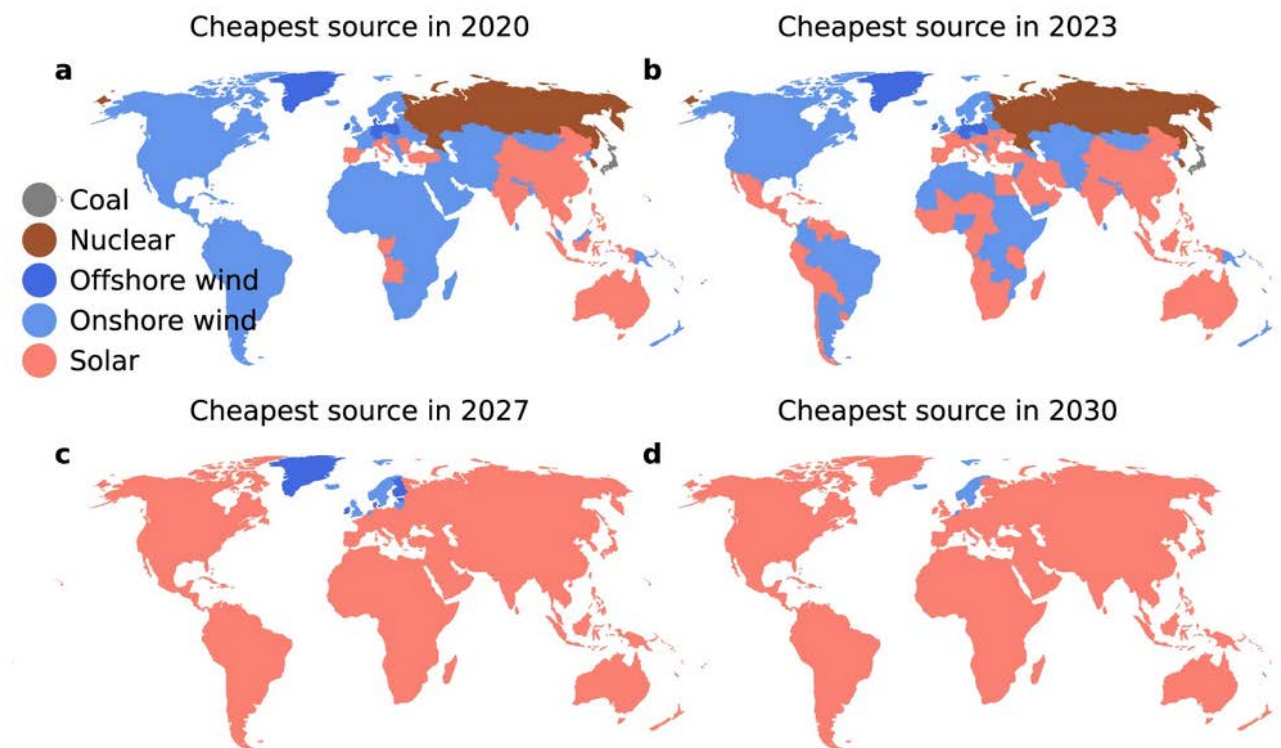 Cheapest source in 2020
Cheapest source in 2023
a
b
Coal
Nuclear
Offshore wind
Onshore wind
Solar
Cheapest source in 2027
Cheapest source in 2030
c
d